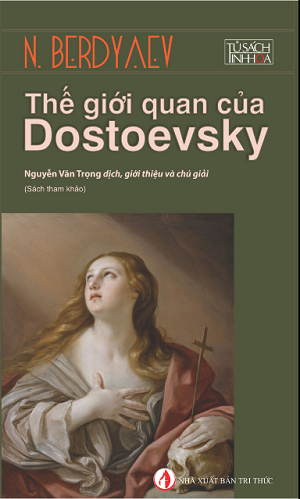 N. BERDYAEV
TỦ SÁCH
TINH HOA
Thế giới quan của
Dostoevsky
Nguyễn Văn Trọng dịch, giới thiệu và chú giải
(Sách tham khảo)
NHÀ XUẤT BẢN TRI THỨC